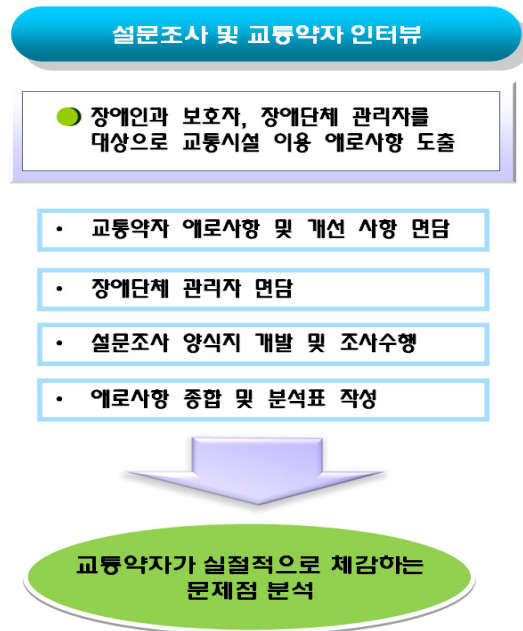 설문조사 및 교통약자 인터뷰
장애인과 보호자, 장애단체 관리자를
대상으로 교통시설 이용 애로사항 도출
• 교통약자 애로사항 및 개선 사항 면담
• 장애단체 관리자 면담
• 설문조사 양식지 개발 및 조사수행
• 애로사항 종합 및 분석표 작성
교통약자가 실절적으로 체감하는
문제점 분석